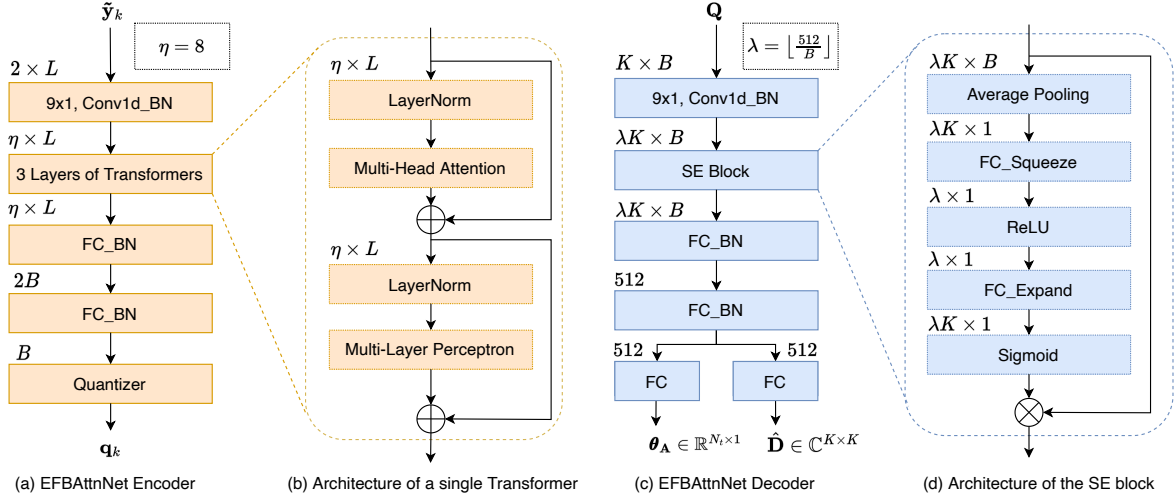 ỹ_k
η = 8
2 × L
9x1, Conv1d_BN
η × L
3 Layers of Transformers
η × L
FC_BN
2B
FC_BN
B
Quantizer
q_k
(a) EFBAttnNet Encoder
η × L
LayerNorm
Multi-Head Attention
η × L
LayerNorm
Multi-Layer Perceptron
(b) Architecture of a single Transformer
Q
λ = ⌊512/B⌋
K × B
9x1, Conv1d_BN
λK × B
SE Block
λK × B
FC_BN
512
FC_BN
512 512
FC FC
θ_A ∈ ℝ^{N_t×1} D̂ ∈ ℂ^{K×K}
(c) EFBAttnNet Decoder
λK × B
Average Pooling
λK × 1
FC_Squeeze
λ × 1
ReLU
λ × 1
FC_Expand
λK × 1
Sigmoid
(d) Architecture of the SE block